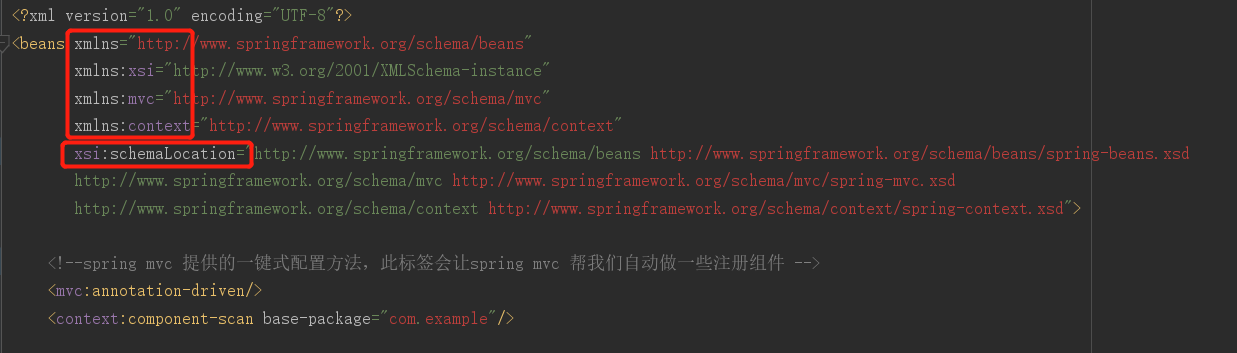 <?xml version="1.0" encoding="UTF-8"?>
<beans xmlns="http://www.springframework.org/schema/beans"
xmlns:xsi="http://www.w3.org/2001/XMLSchema-instance"
xmlns:mvc="http://www.springframework.org/schema/mvc"
xmlns:context="http://www.springframework.org/schema/context"
xsi:schemaLocation="http://www.springframework.org/schema/beans http://www.springframework.org/schema/beans/spring-beans.xsd
http://www.springframework.org/schema/mvc http://www.springframework.org/schema/mvc/spring-mvc.xsd
http://www.springframework.org/schema/context http://www.springframework.org/schema/context/spring-context.xsd">
<!--spring mvc 提供的一键式配置方法，此标签会让spring mvc 帮我们自动做一些注册组件 -->
<mvc:annotation-driven/>
<context:component-scan base-package="com.example"/>